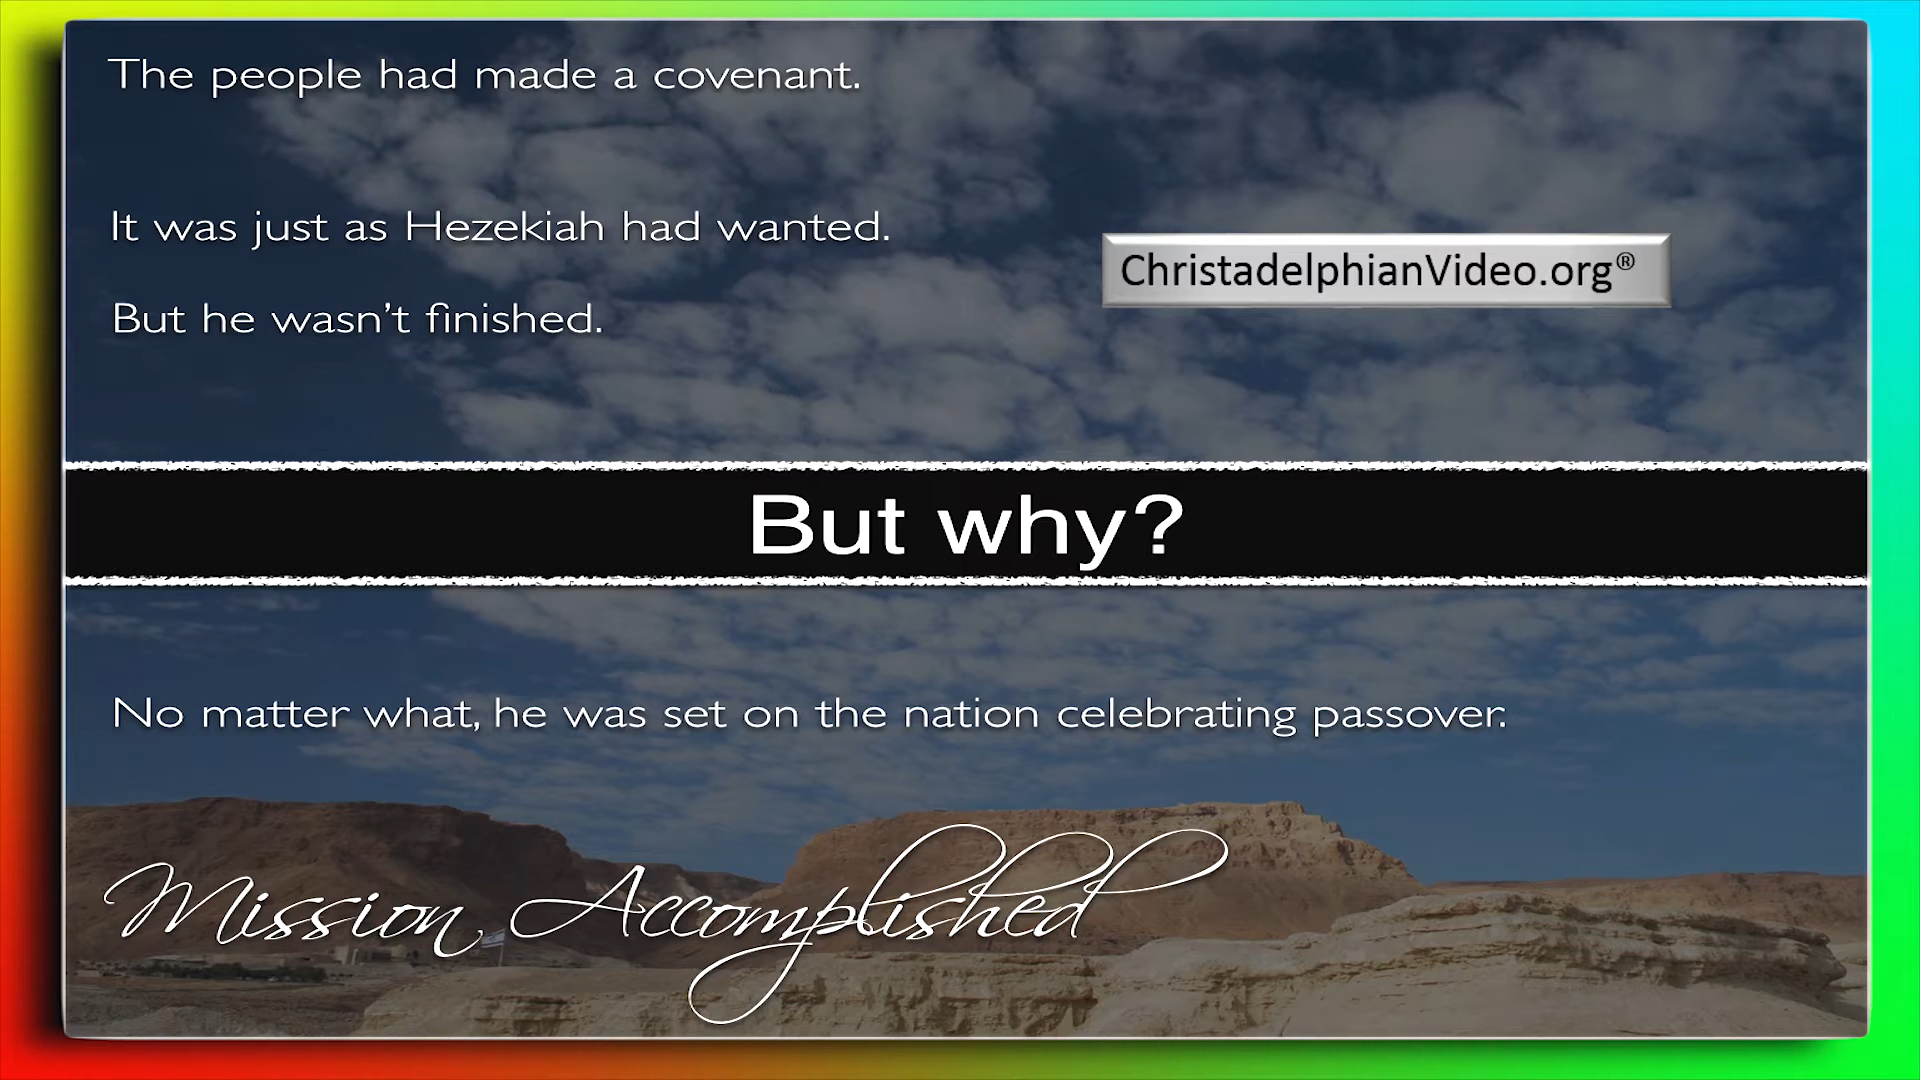 The people had made a covenant.
It was just as Hezekiah had wanted.
ChristadelphianVideo.org®
But he wasn't finished.
But why?
No matter what, he was set on the nation celebrating passover.
Mission Accomplished